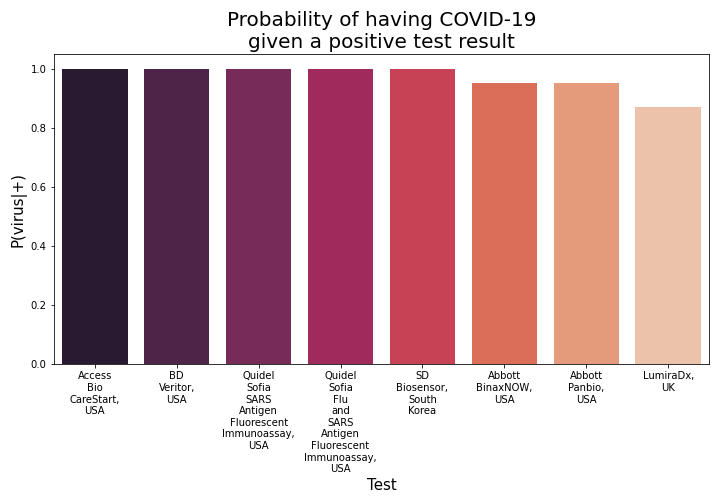 Probability of having COVID-19
given a positive test result
P(virus|+)
1.0
0.8
0.6
0.4
0.2
0.0
Access
Bio
CareStart,
USA
BD
Veritor,
USA
Quidel
Sofia
SARS
Antigen
Fluorescent
Immunoassay,
USA
Quidel
Sofia
Flu
and
SARS
Antigen
Fluorescent
Immunoassay,
USA
SD
Biosensor,
South
Korea
Abbott
BinaxNOW,
USA
Abbott
Panbio,
USA
LumiraDx,
UK
Test